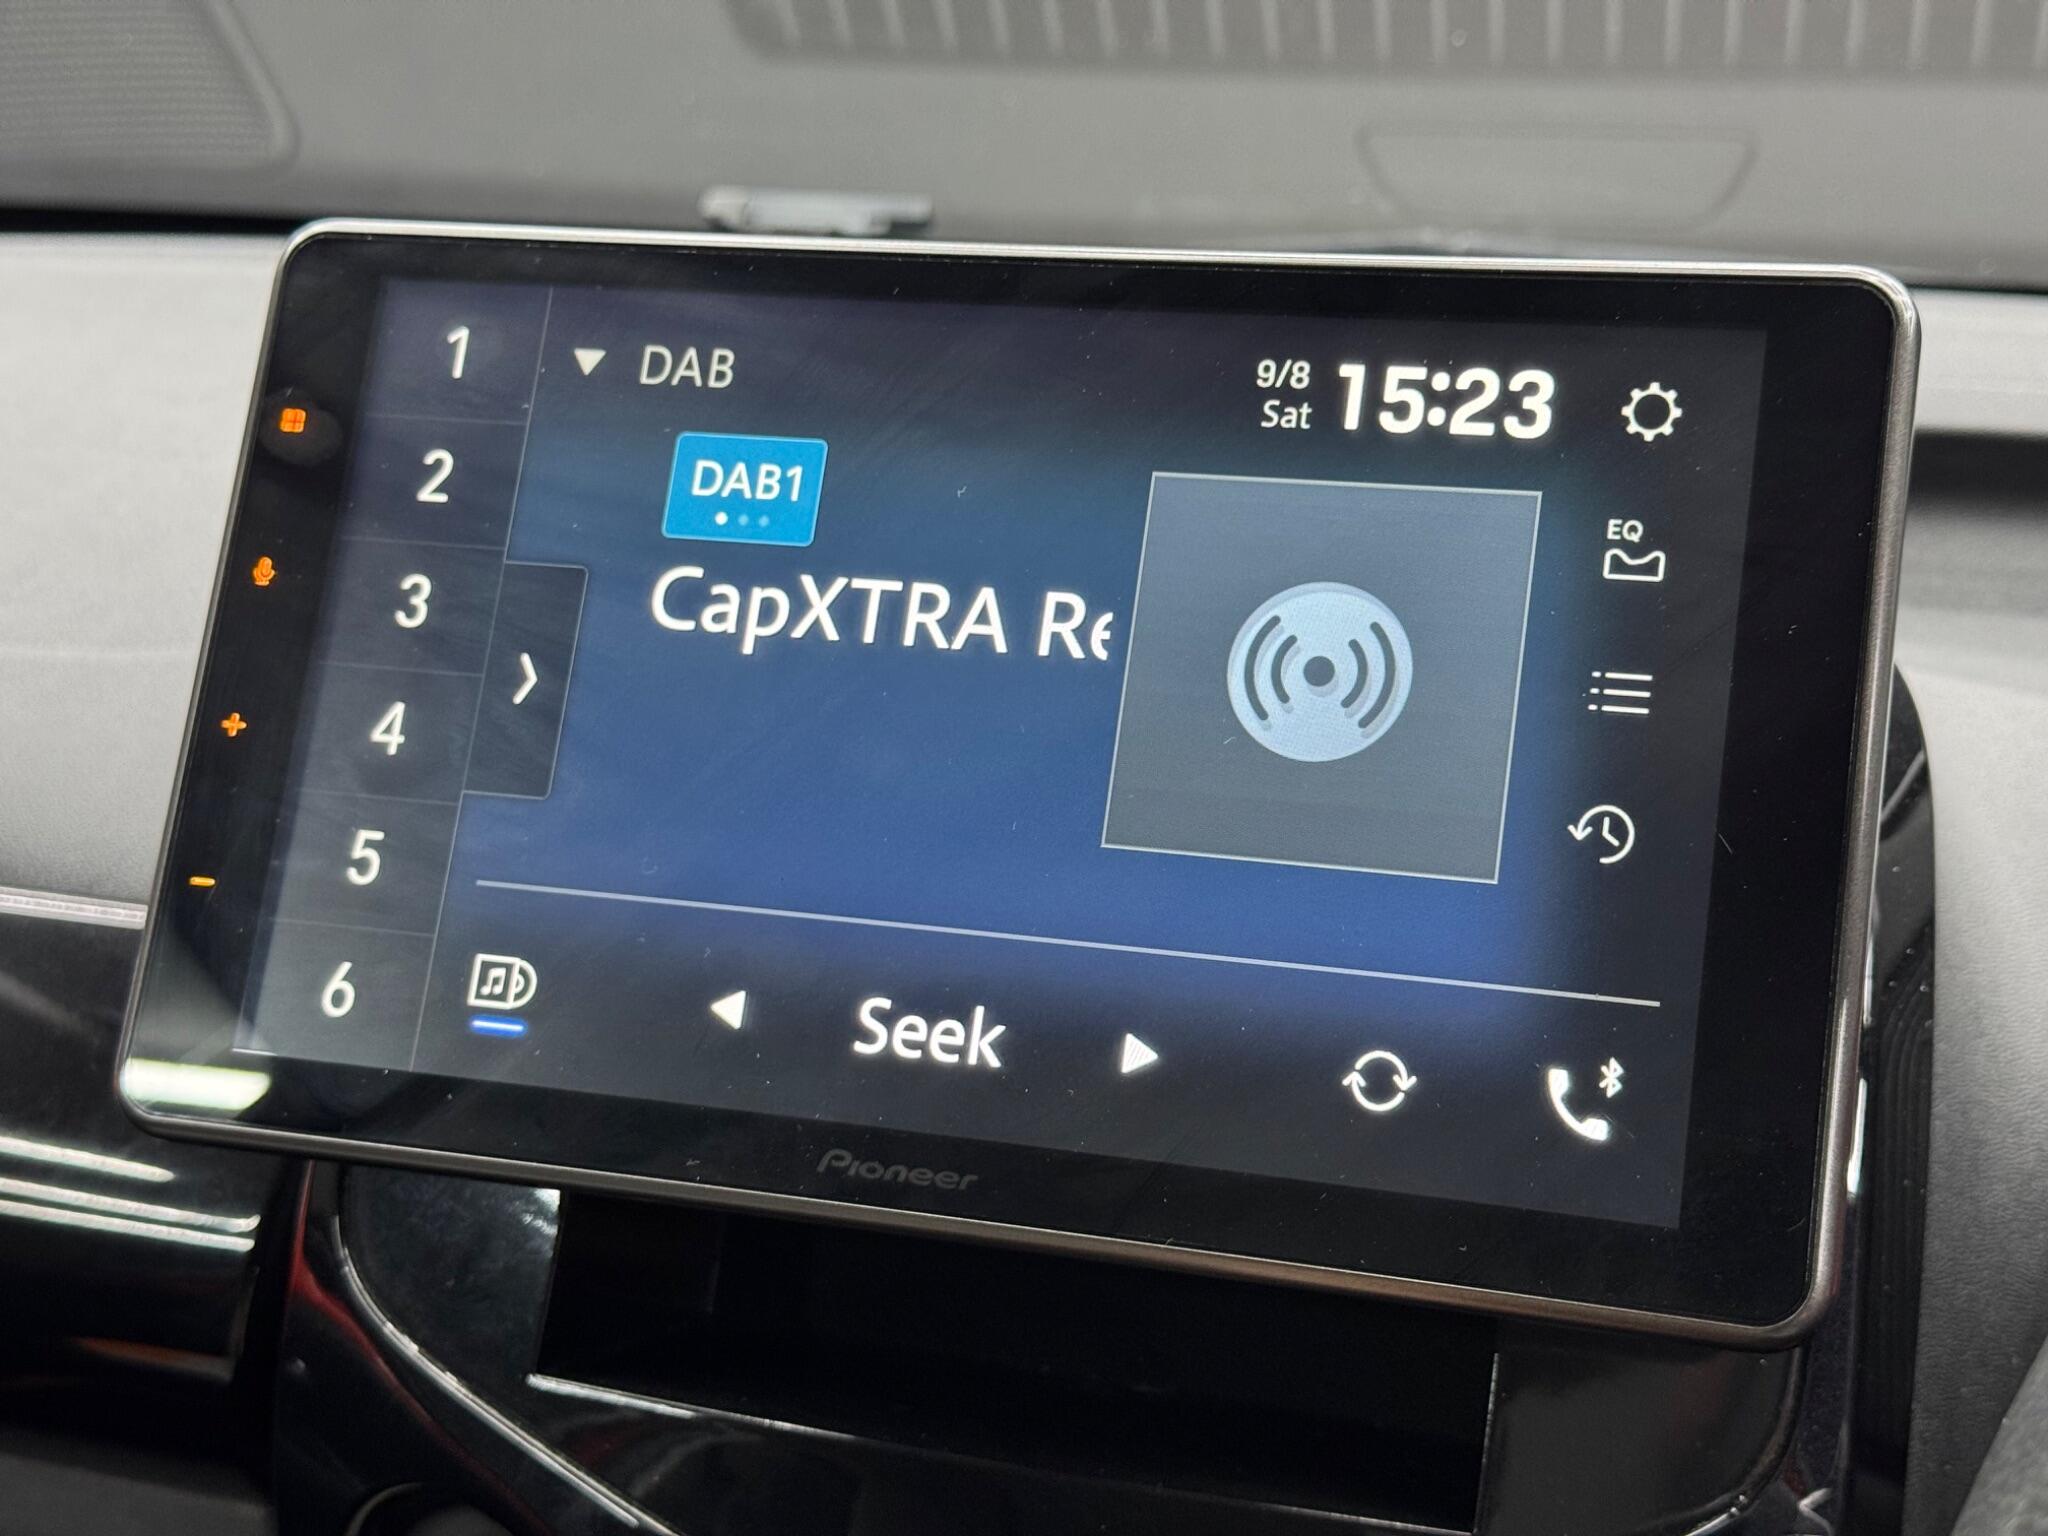 1
2
3
4
5
6
DAB
9/8
Sat
15:23
DAB1
CapXTRA Re
EQ
Seek
Pioneer